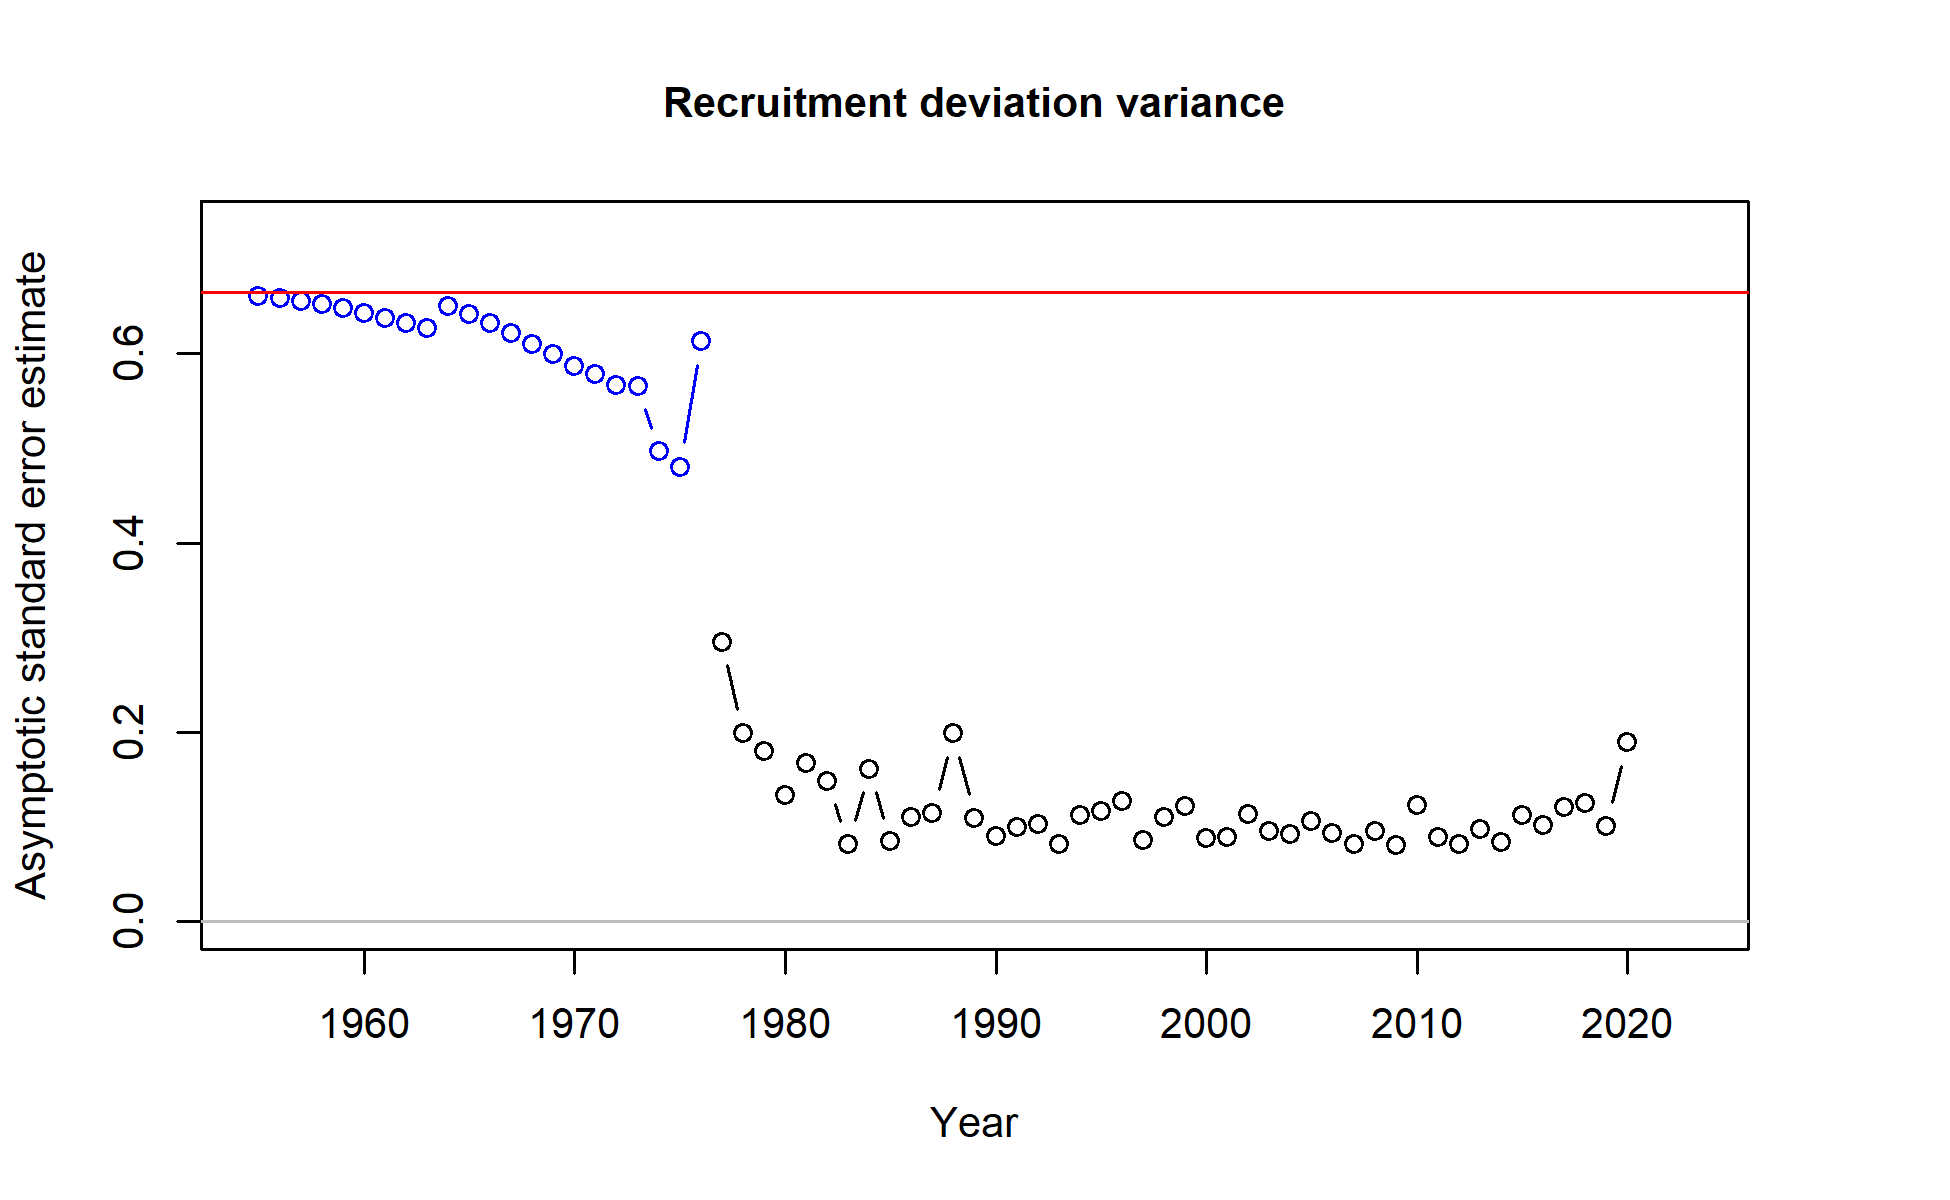 Recruitment deviation variance
Asymptotic standard error estimate
0.6
0.4
0.2
0.0
1960 1970 1980 1990 2000 2010 2020
Year